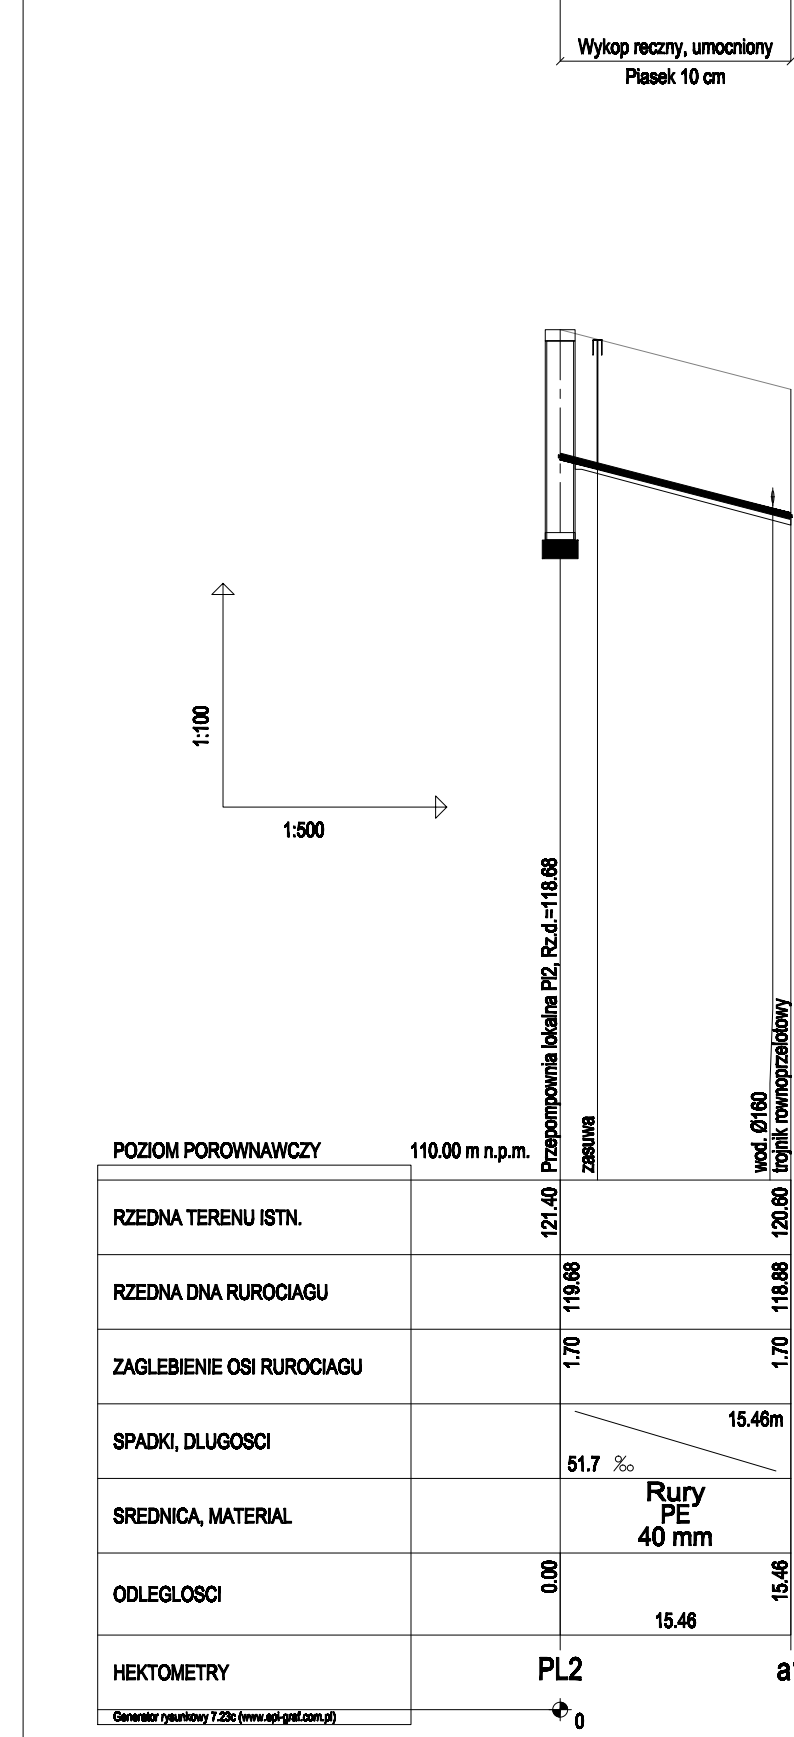 Wykop reczny, umocniony
Piasek 10 cm
1:100
1:500
Przepompownia lokalna Pl2, Rz.d.=118.68
zasuwa
wod. Ø160
trojnik rownoprzelotowy
POZIOM POROWNAWCZY 110.00 m n.p.m.
RZEDNA TERENU ISTN. 121.40 120.60
RZEDNA DNA RUROCIAGU 119.68 118.88
ZAGLEBIENIE OSI RUROCIAGU 1.70 1.70
SPADKI, DLUGOSCI 51.7 ‰ 15.46m
SREDNICA, MATERIAL
Rury
PE
40 mm
ODLEGLOSCI 0.00 15.46 15.46
HEKTOMETRY PL2
Generator rysunkowy 7.23c (www.epi-graf.com.pl)
0